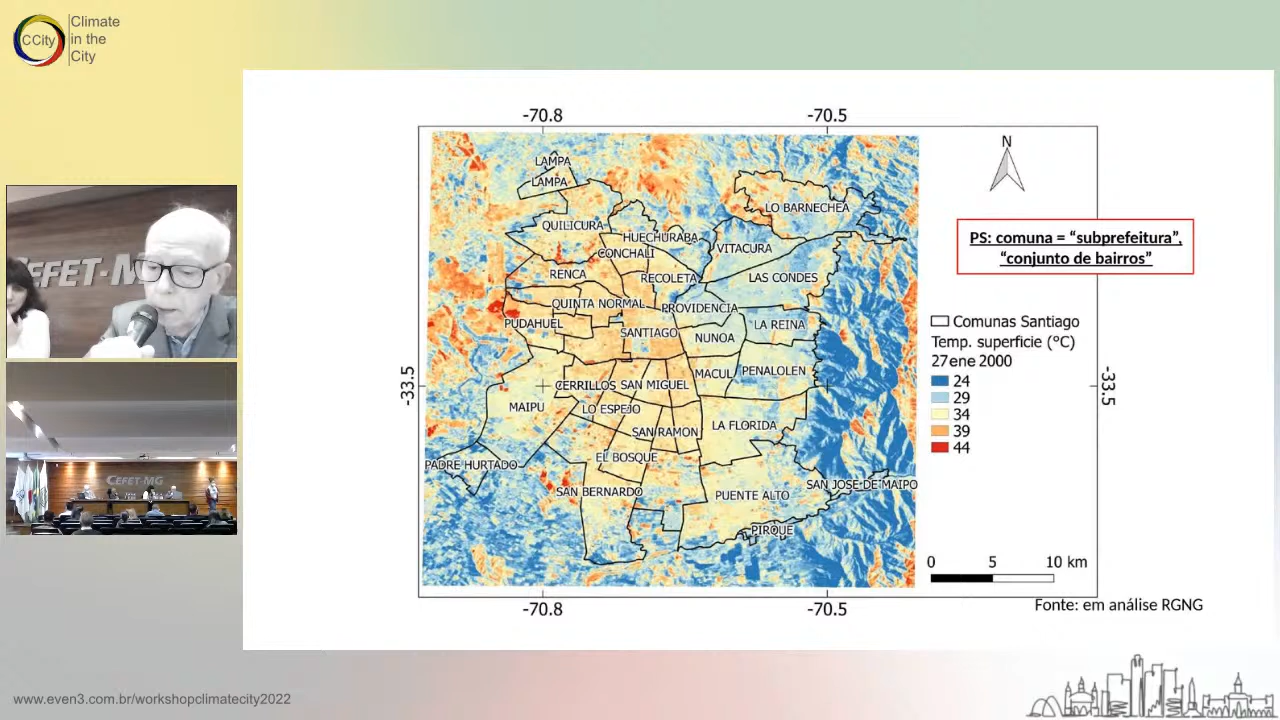 CCity
Climate
in the
City
-70.8
-70.5
N
LAMPA
LAMPA
LO BARNECHEA
QUILICURA
HUECHURABA
VITACURA
CONCHALI
RENCA
RECOLETA
LAS CONDES
QUINTA NORMAL
PROVIDENCIA
PUDAHUEL
SANTIAGO
NUNOA
LA REINA
MACUL
PENALOLEN
CERRILLOS
SAN MIGUEL
MAIPU
LO ESPEJO
LA FLORIDA
SAN RAMON
EL BOSQUE
PADRE HURTADO
SAN BERNARDO
PUENTE ALTO
SAN JOSE DE MAIPO
PIRQUE
-33.5
-33.5
PS: comuna = “subprefeitura”,
“conjunto de bairros”
Comunas Santiago
Temp. superficie (°C)
27ene 2000
24
29
34
39
44
0 5 10 km
-70.8
-70.5
Fonte: em análise RGNG
CEFET-MG
www.even3.com.br/workshopclimatecity2022